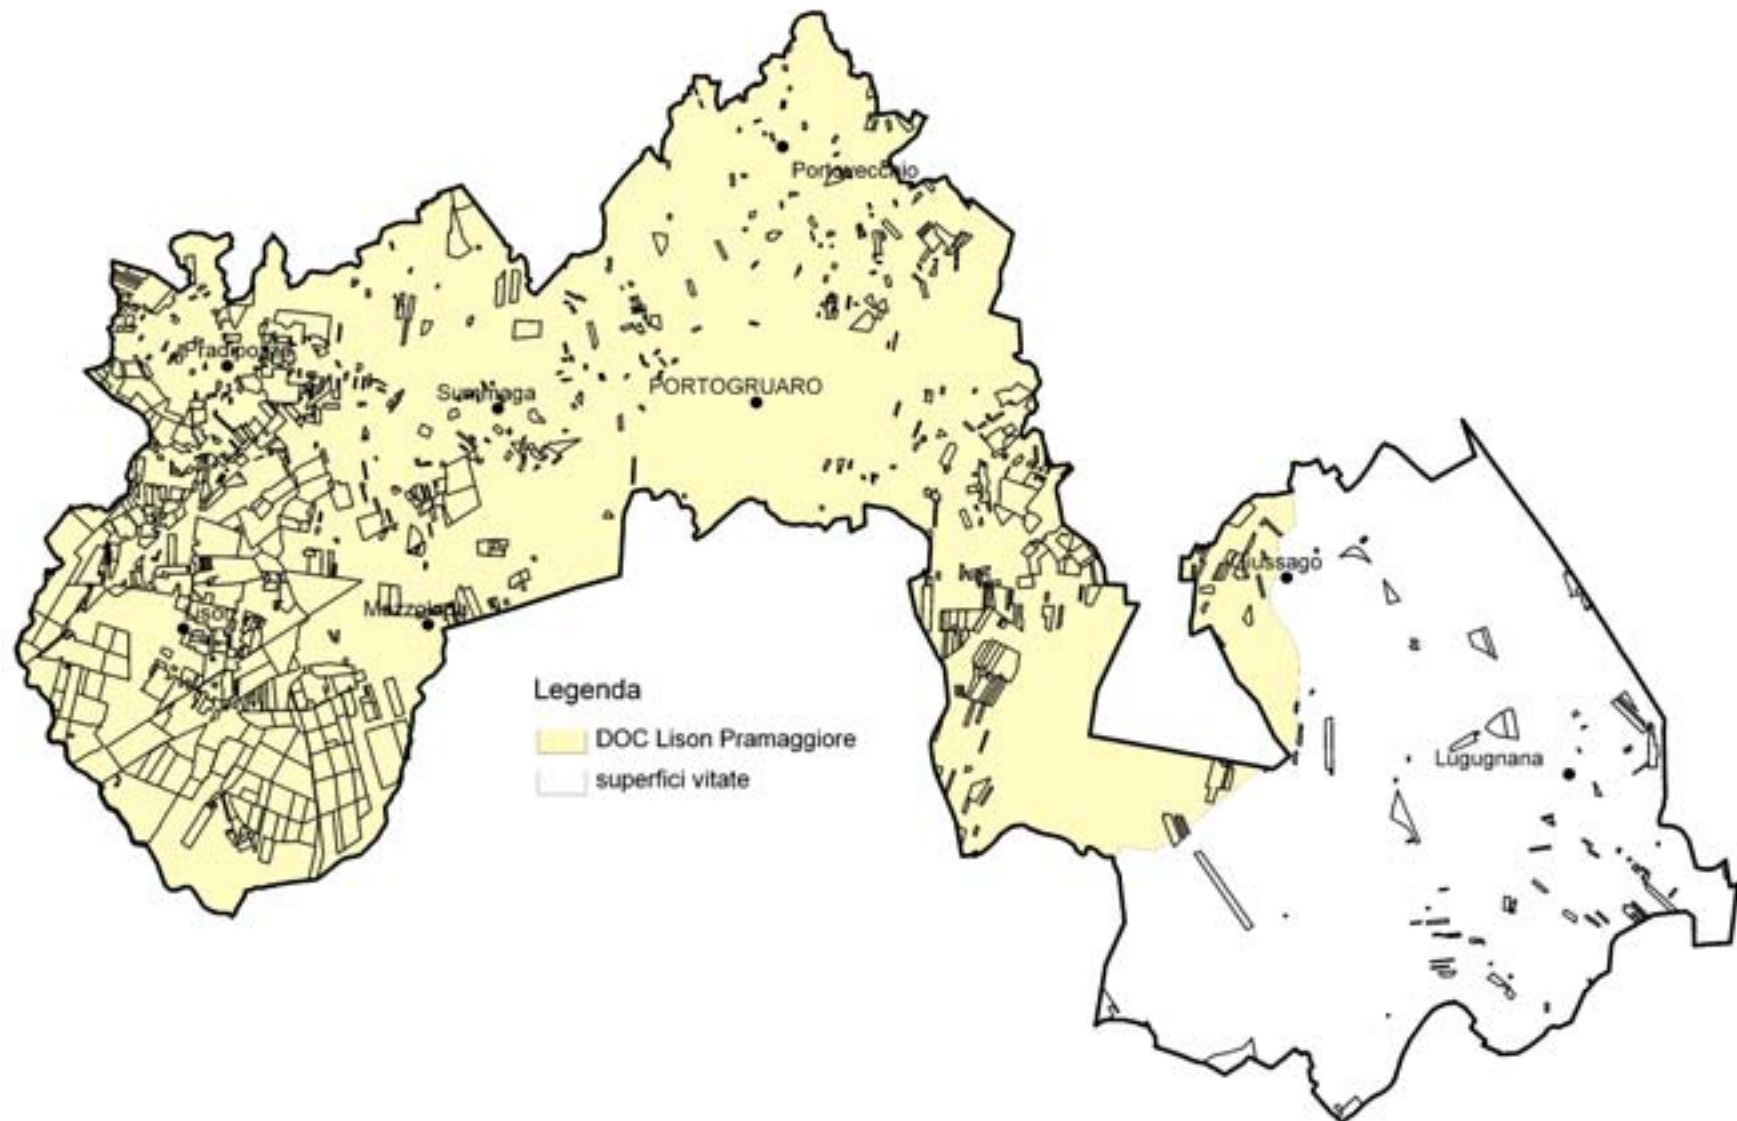 Portovecchio
Pradipozzo
Summaga
PORTOGRUARO
Giussago
Lison
Mazzolada
Legenda
DOC Lison Pramaggiore
superfici vitate
Lugugnana